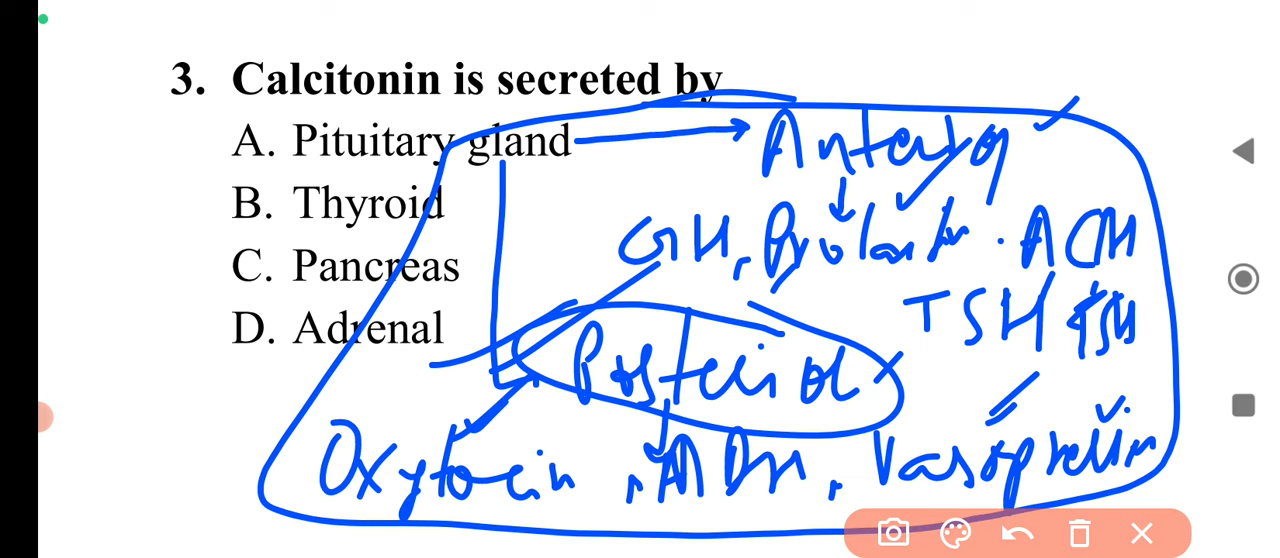 3. Calcitonin is secreted by
A. Pituitary gland
Anterior
B. Thyroid
GH, Prolactin. ACH
C. Pancreas
TSH FSH
D. Adrenal
Posterior
Oxytocin, ADH, Vasopressin